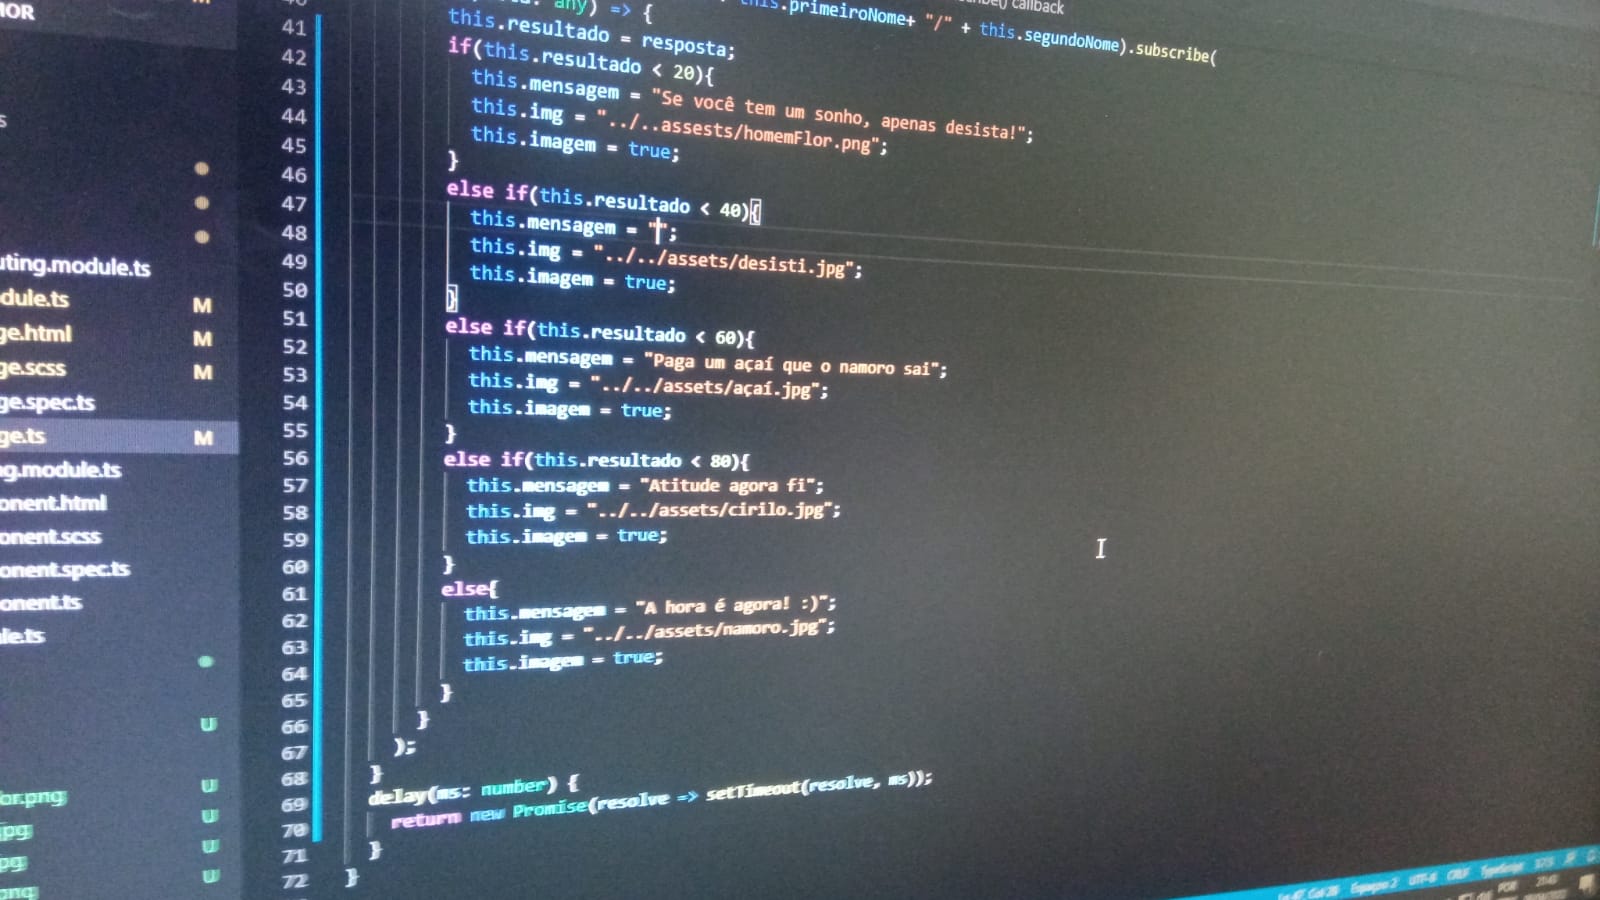 MOR
callback
any) => { this.primeiroNome+ "/" + this.segundoNome).subscribe(
41 this.resultado = resposta;
42 if(this.resultado < 20){
43 this.mensagem = "Se você tem um sonho, apenas desista!";
44 this.img = "../..assests/homemFlor.png";
45 this.imagem = true;
46 }
47 else if(this.resultado < 40){
48 this.mensagem = "";
49 this.img = "../../assets/desisti.jpg";
50 this.imagem = true;
51 }
52 else if(this.resultado < 60){
53 this.mensagem = "Paga um açaí que o namoro sai";
54 this.img = "../../assets/açaí.jpg";
55 this.imagem = true;
56 }
57 else if(this.resultado < 80){
58 this.mensagem = "Atitude agora fi";
59 this.img = "../../assets/cirilo.jpg";
60 this.imagem = true;
61 }
62 else{
63 this.mensagem = "A hora é agora! :)";
64 this.img = "../../assets/namoro.jpg";
65 this.imagem = true;
66 }
67 }
68 );
69 }
70 delay(ms: number) {
71 return new Promise(resolve => setTimeout(resolve, ms));
72 }
}
s
uting.module.ts
dule.ts M
ge.html M
ge.scss M
ge.spec.ts
ge.ts M
ng.module.ts
onent.html
onent.scss
onent.spec.ts
onent.ts
le.ts
U
or.png U
jpg U
pg U
png U
Espaços: 2 UTF-8 CRLF TypeScript
POR